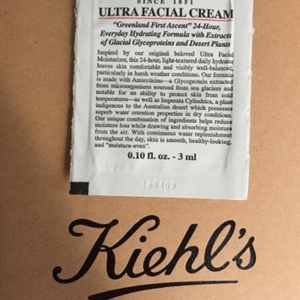 SINCE 1851
ULTRA FACIAL CREAM
"Greenland First Ascent" 24-Hour,
Everyday Hydrating Formula with Extracts
of Glacial Glycoproteins and Desert Plants
Inspired by our original beloved Ultra Facial
Moisturizer, this 24-hour, light-textured daily hydrator
leaves skin comfortable and visibly well-balanced,
particularly in harsh weather conditions. Our formula
is made with Antarcticine—a Glycoprotein extracted
from microorganisms sourced from sea glaciers and
notable for an ability to protect skin from cold
temperatures—as well as Imperata Cylindica, a plant
indigenous to the Australian desert which possesses
superb water retention properties in dry conditions.
Our unique combination of ingredients helps reduce
moisture loss while drawing and absorbing moisture
from the air. With continuous water replenishment
throughout the day, skin is smooth, healthy-looking,
and "moisture-even".
0.10 fl. oz. - 3 ml
Kiehl's